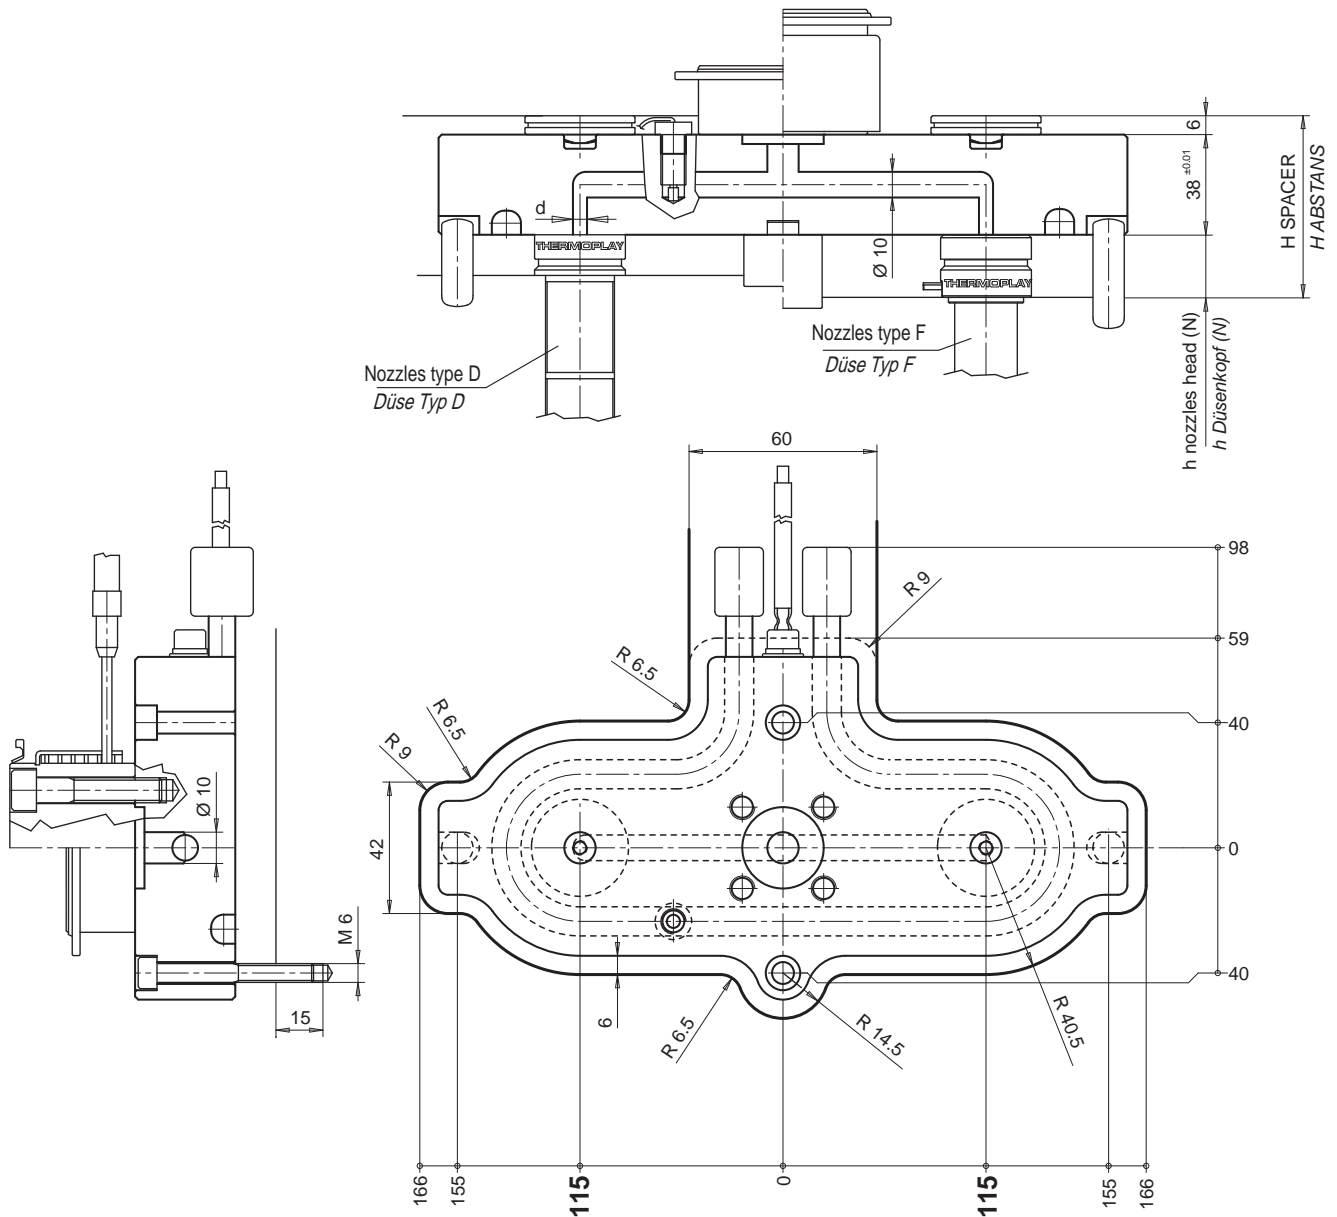 6
38 ±0.01
H SPACER
H ABSTANS
d
Ø 10
THERMOPLAY
THERMOPLAY
Nozzles type F
Düse Typ F
Nozzles type D
Düse Typ D
h nozzles head (N)
h Düsenkopf (N)
60
98
R 9
59
R 6.5
R 6.5
40
R 9
Ø 10
42
0
M 6
40
15
6
R 6.5
R 14.5
R 40.5
166
155
115
0
115
155
166